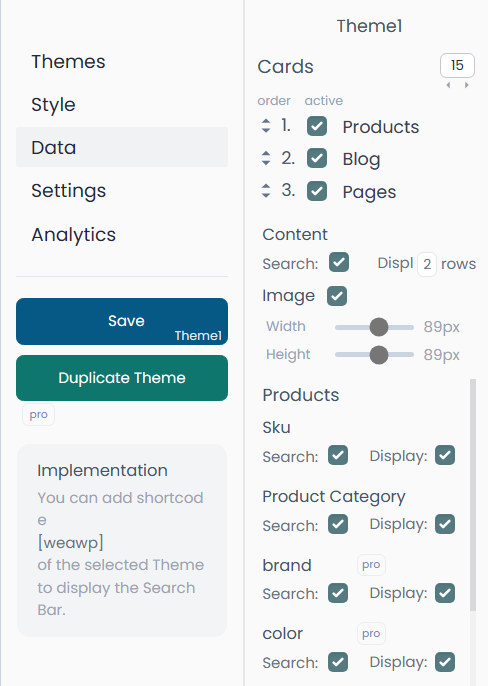 Themes
Style
Data
Settings
Analytics
Save
Theme1
Duplicate Theme
pro
Implementation
You can add shortcod
e
[weawp]
of the selected Theme
to display the Search
Bar.
Theme1
Cards
15
order active
1. Products
2. Blog
3. Pages
Content
Search: Displ 2 rows
Image
Width 89px
Height 89px
Products
Sku
Search: Display:
Product Category
Search: Display:
brand pro
Search: Display:
color pro
Search: Display: